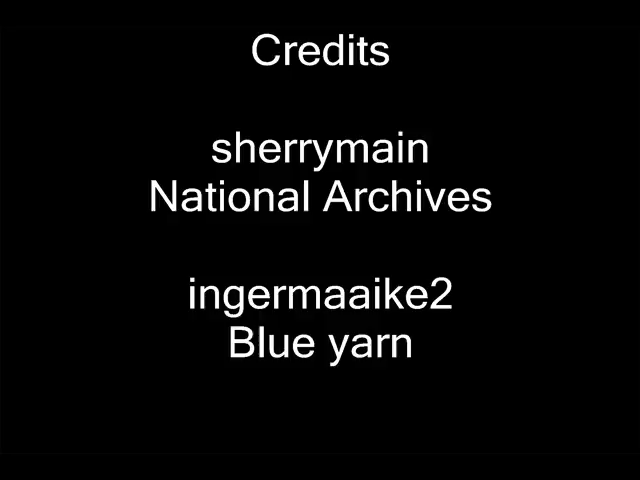 Credits
sherrymain
National Archives
ingermaaike2
Blue yarn